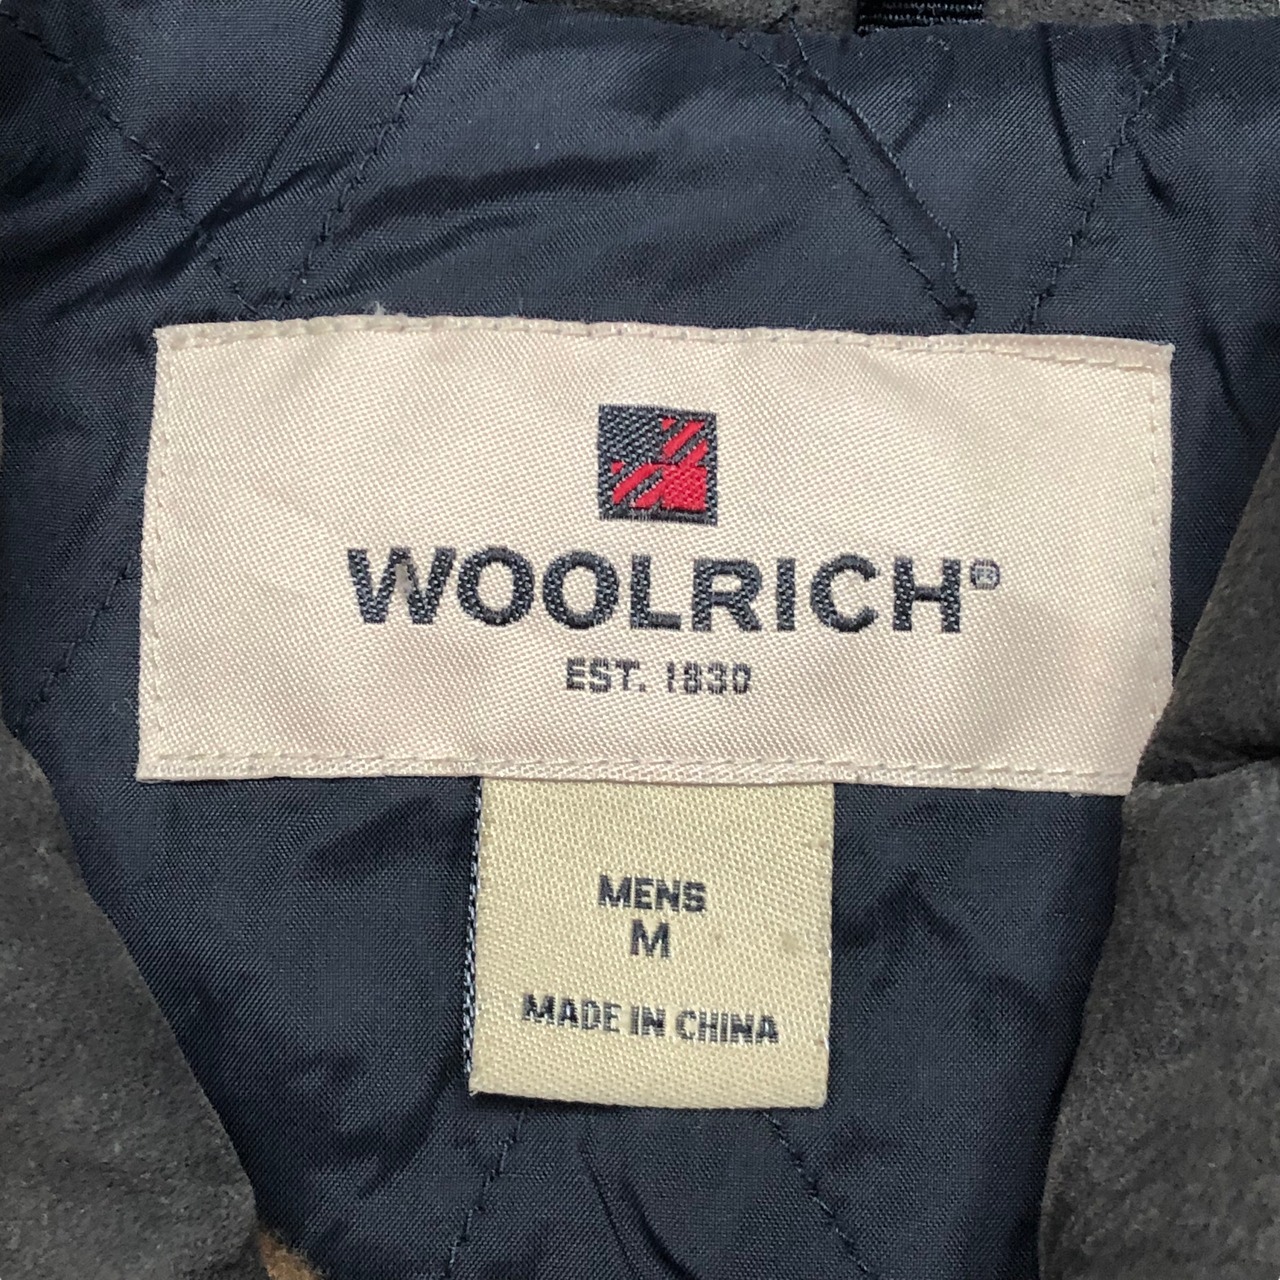 WOOLRICH®
EST. 1830
MENS
M
MADE IN CHINA